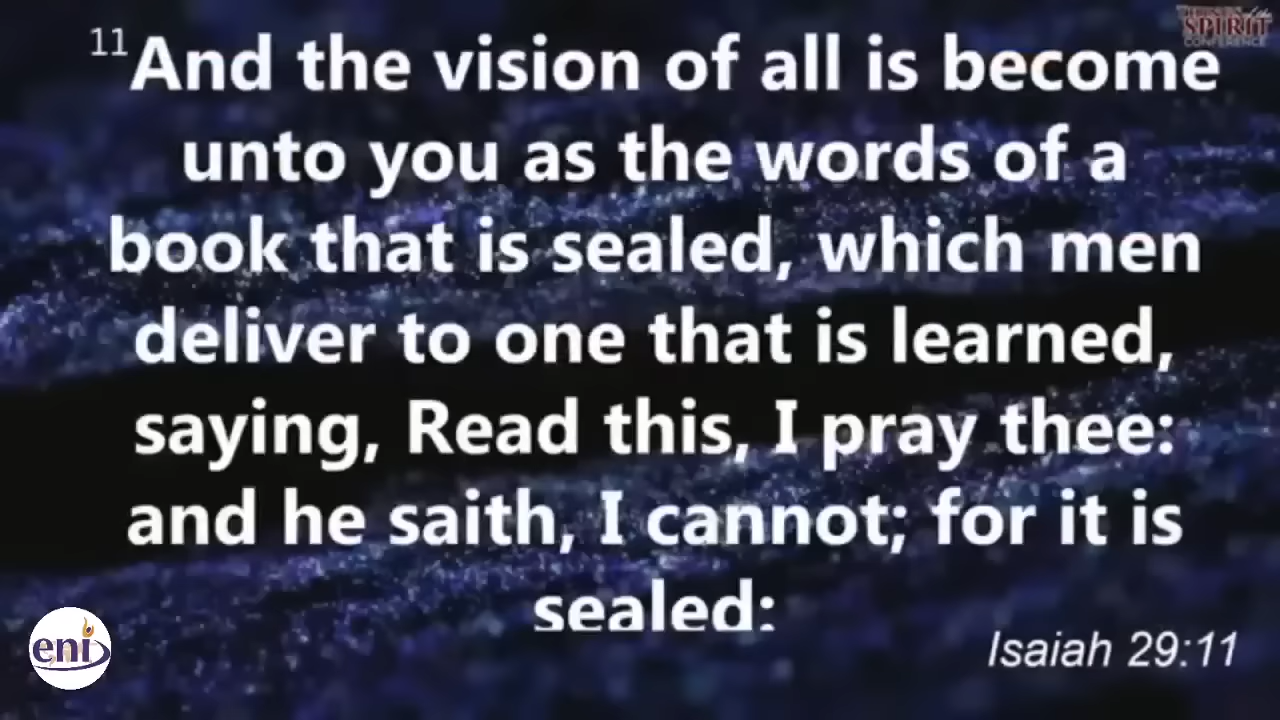 11 And the vision of all is become
unto you as the words of a
book that is sealed, which men
deliver to one that is learned,
saying, Read this, I pray thee:
and he saith, I cannot; for it is
sealed:
Isaiah 29:11
SPIRIT
CONFERENCE
eni